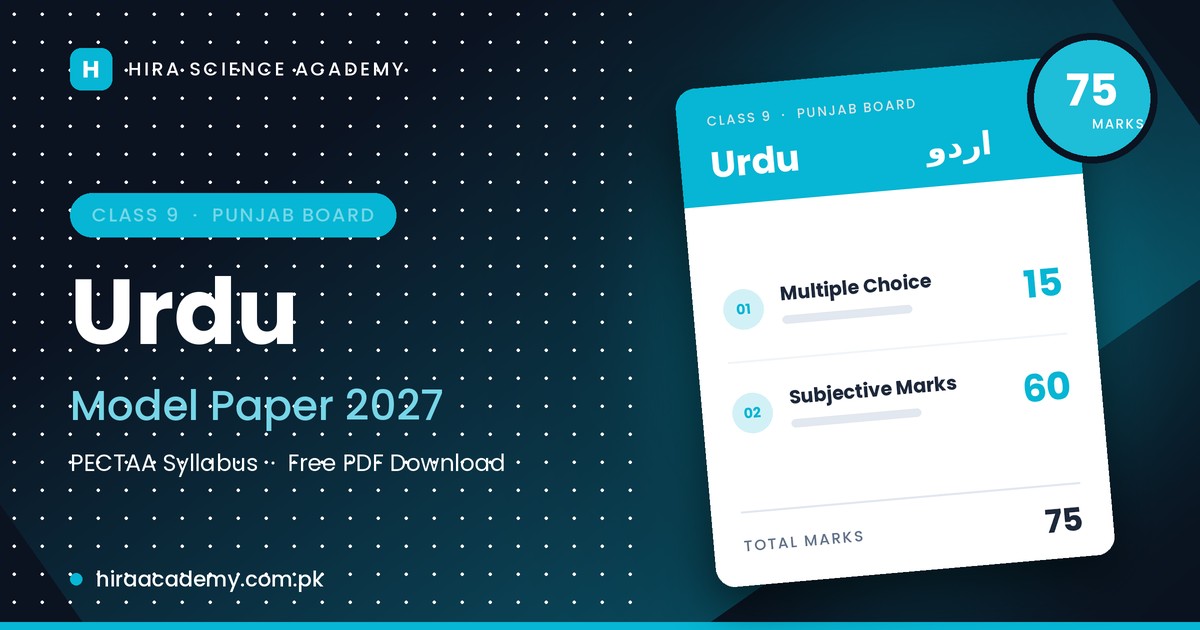 H HIRA SCIENCE ACADEMY
CLASS 9 · PUNJAB BOARD
Urdu
Model Paper 2027
PECTAA Syllabus · Free PDF Download
hiraacademy.com.pk
75
MARKS
CLASS 9 · PUNJAB BOARD
Urdu اردو
01 Multiple Choice 15
02 Subjective Marks 60
TOTAL MARKS 75